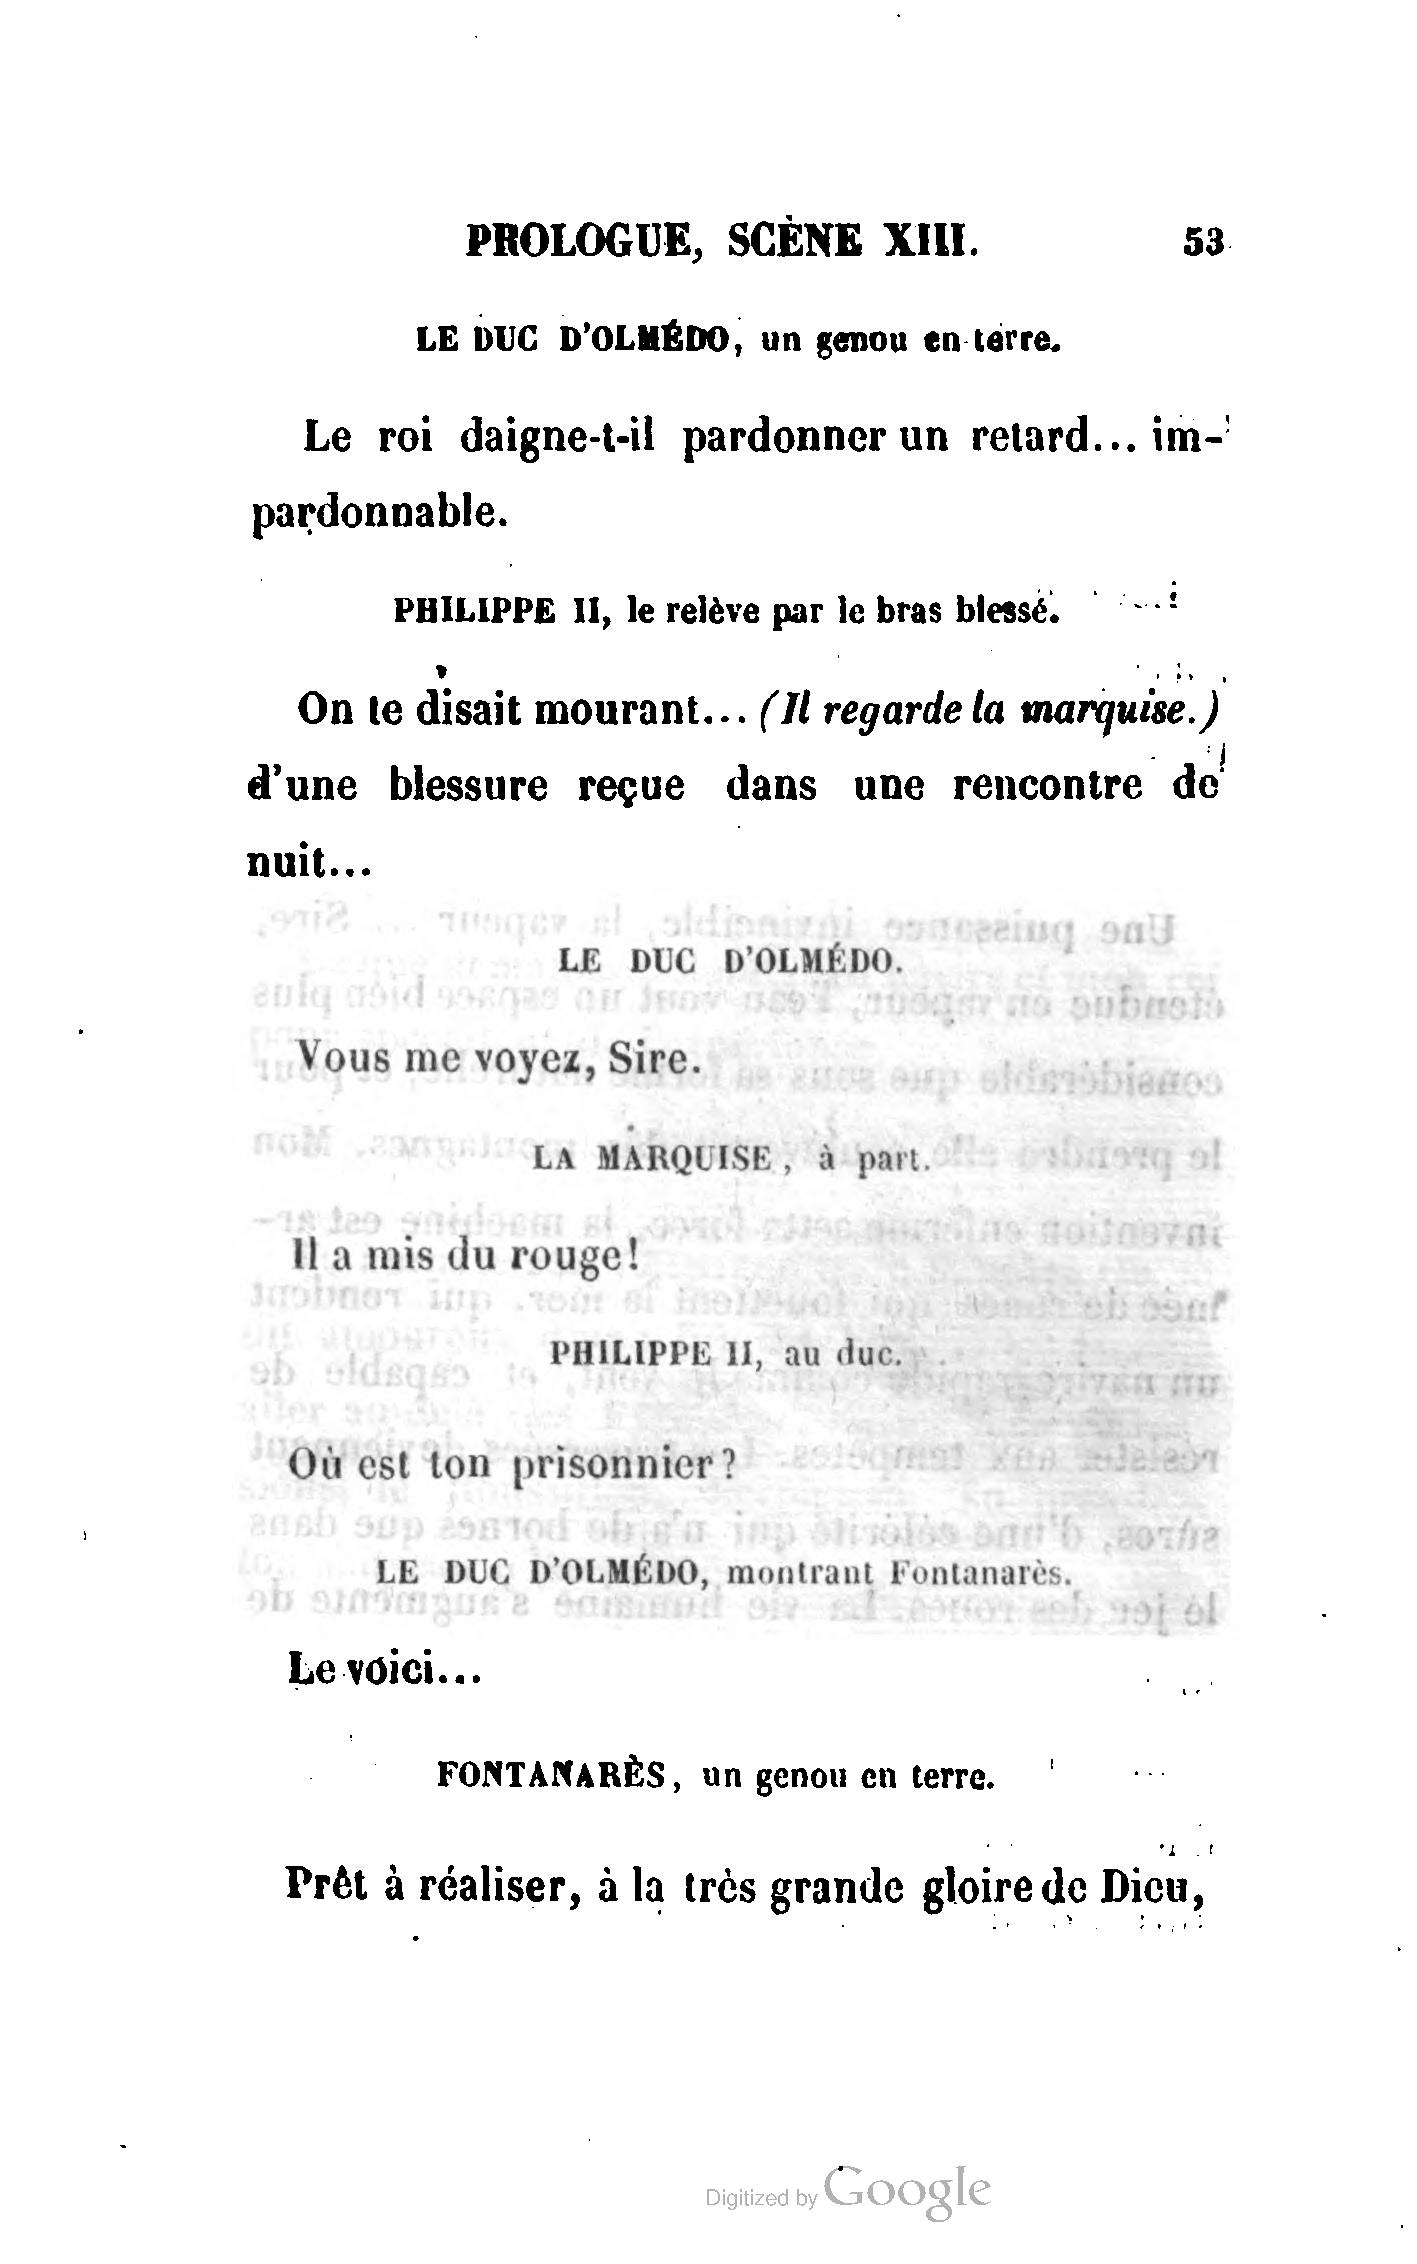 PROLOGUE, SCÈNE XIII. 53
LE DUC D'OLMÉDO, un genou en terre.
Le roi daigne-t-il pardonner un retard... im-
pardonnable.
PHILIPPE II, le relève par le bras blessé.
On te disait mourant... (Il regarde la marquise.)
d'une blessure reçue dans une rencontre de
nuit...
LE DUC D'OLMÉDO.
Vous me voyez, Sire.
LA MARQUISE, à part.
Il a mis du rouge!
PHILIPPE II, au duc.
Où est ton prisonnier?
LE DUC D'OLMÉDO, montrant Fontanarès.
Le voici...
FONTANARÈS, un genou en terre.
Prêt à réaliser, à la très grande gloire de Dieu,
Digitized by Google